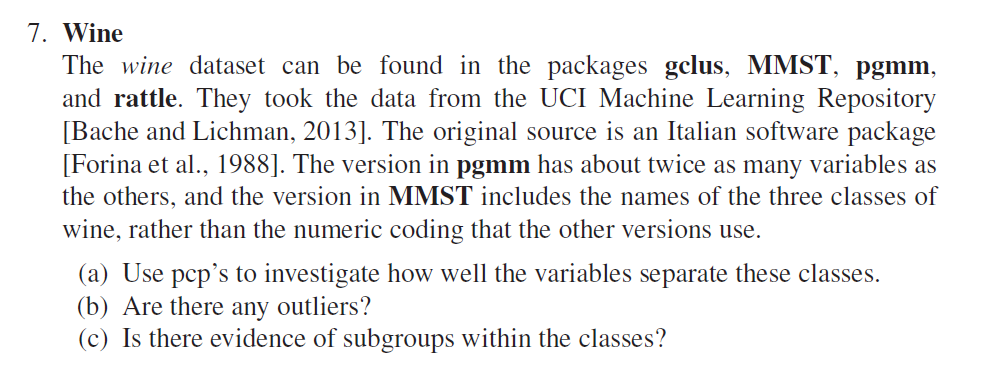 7. Wine
The wine dataset can be found in the packages gclus, MMST, pgmm,
and rattle. They took the data from the UCI Machine Learning Repository
[Bache and Lichman, 2013]. The original source is an Italian software package
[Forina et al., 1988]. The version in pgmm has about twice as many variables as
the others, and the version in MMST includes the names of the three classes of
wine, rather than the numeric coding that the other versions use.
(a) Use pcp's to investigate how well the variables separate these classes.
(b) Are there any outliers?
(c) Is there evidence of subgroups within the classes?